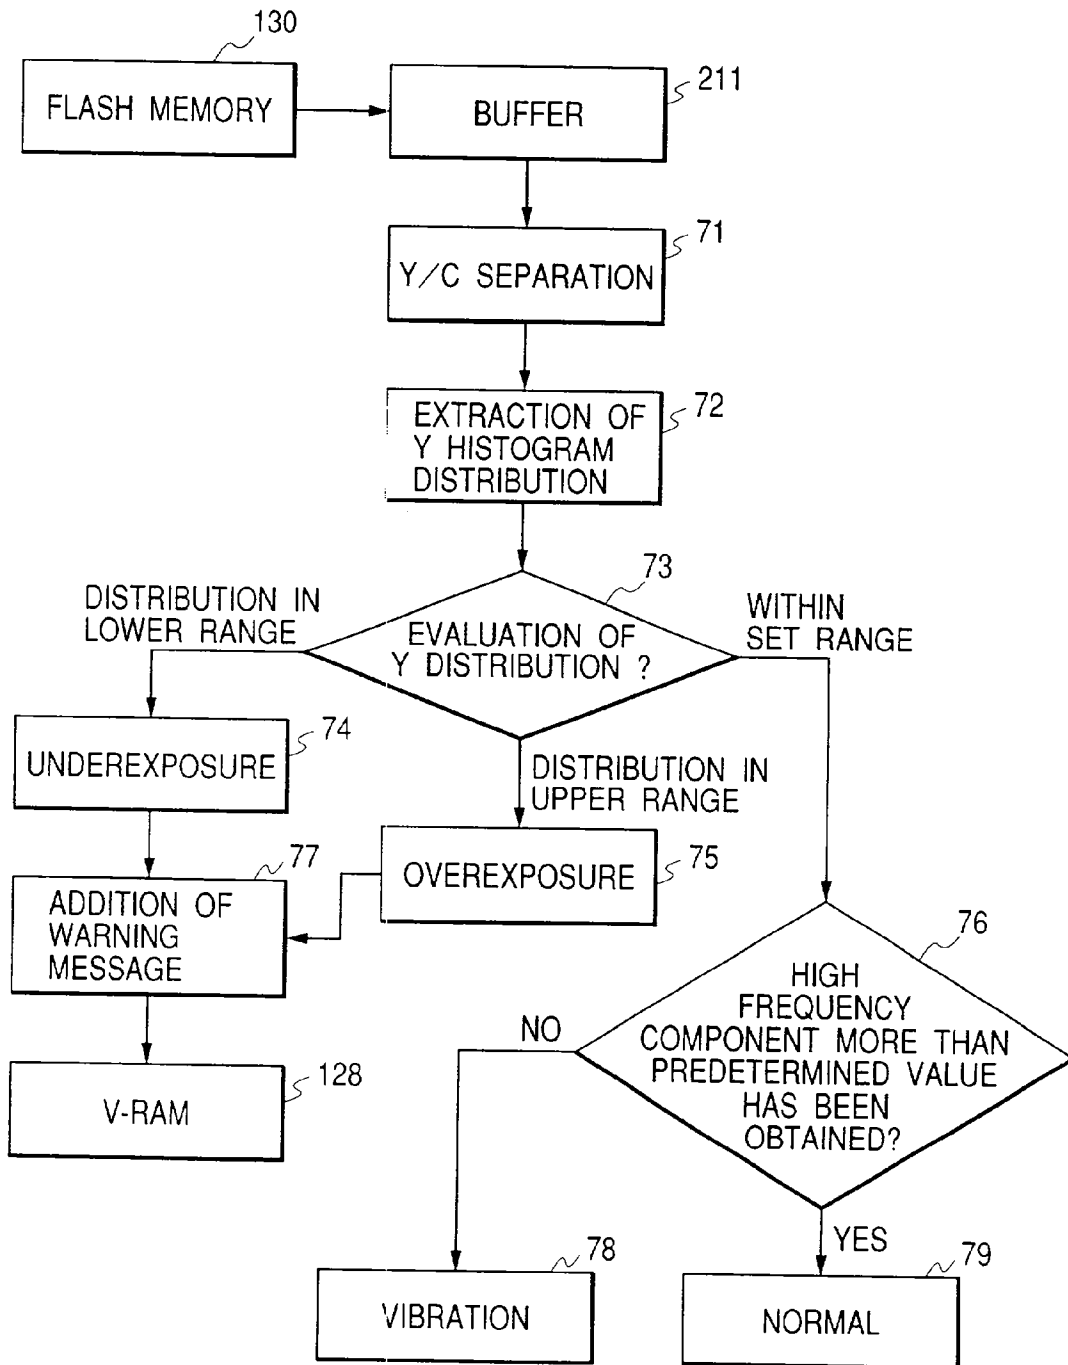 130
FLASH MEMORY
211
BUFFER
71
Y/C SEPARATION
72
EXTRACTION OF
Y HISTOGRAM
DISTRIBUTION
73
DISTRIBUTION IN
LOWER RANGE
EVALUATION OF
Y DISTRIBUTION ?
WITHIN
SET RANGE
74
UNDEREXPOSURE
DISTRIBUTION IN
UPPER RANGE
75
OVEREXPOSURE
77
ADDITION OF
WARNING
MESSAGE
76
HIGH
FREQUENCY
COMPONENT MORE THAN
PREDETERMINED VALUE
HAS BEEN
OBTAINED?
NO
128
V-RAM
YES
78
VIBRATION
79
NORMAL